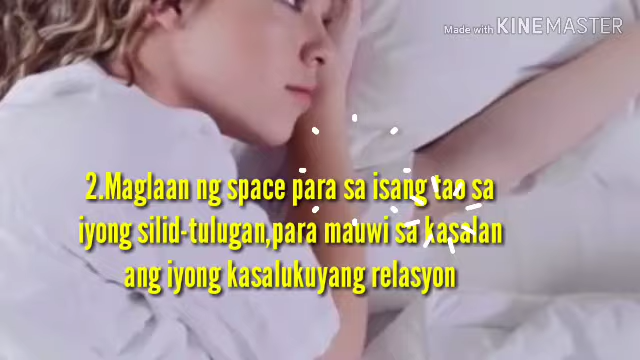 Made with KINEMASTER
2.Maglaan ng space para sa isang tao sa
iyong silid-tulugan,para mauwi sa kasalan
ang iyong kasalukuyang relasyon